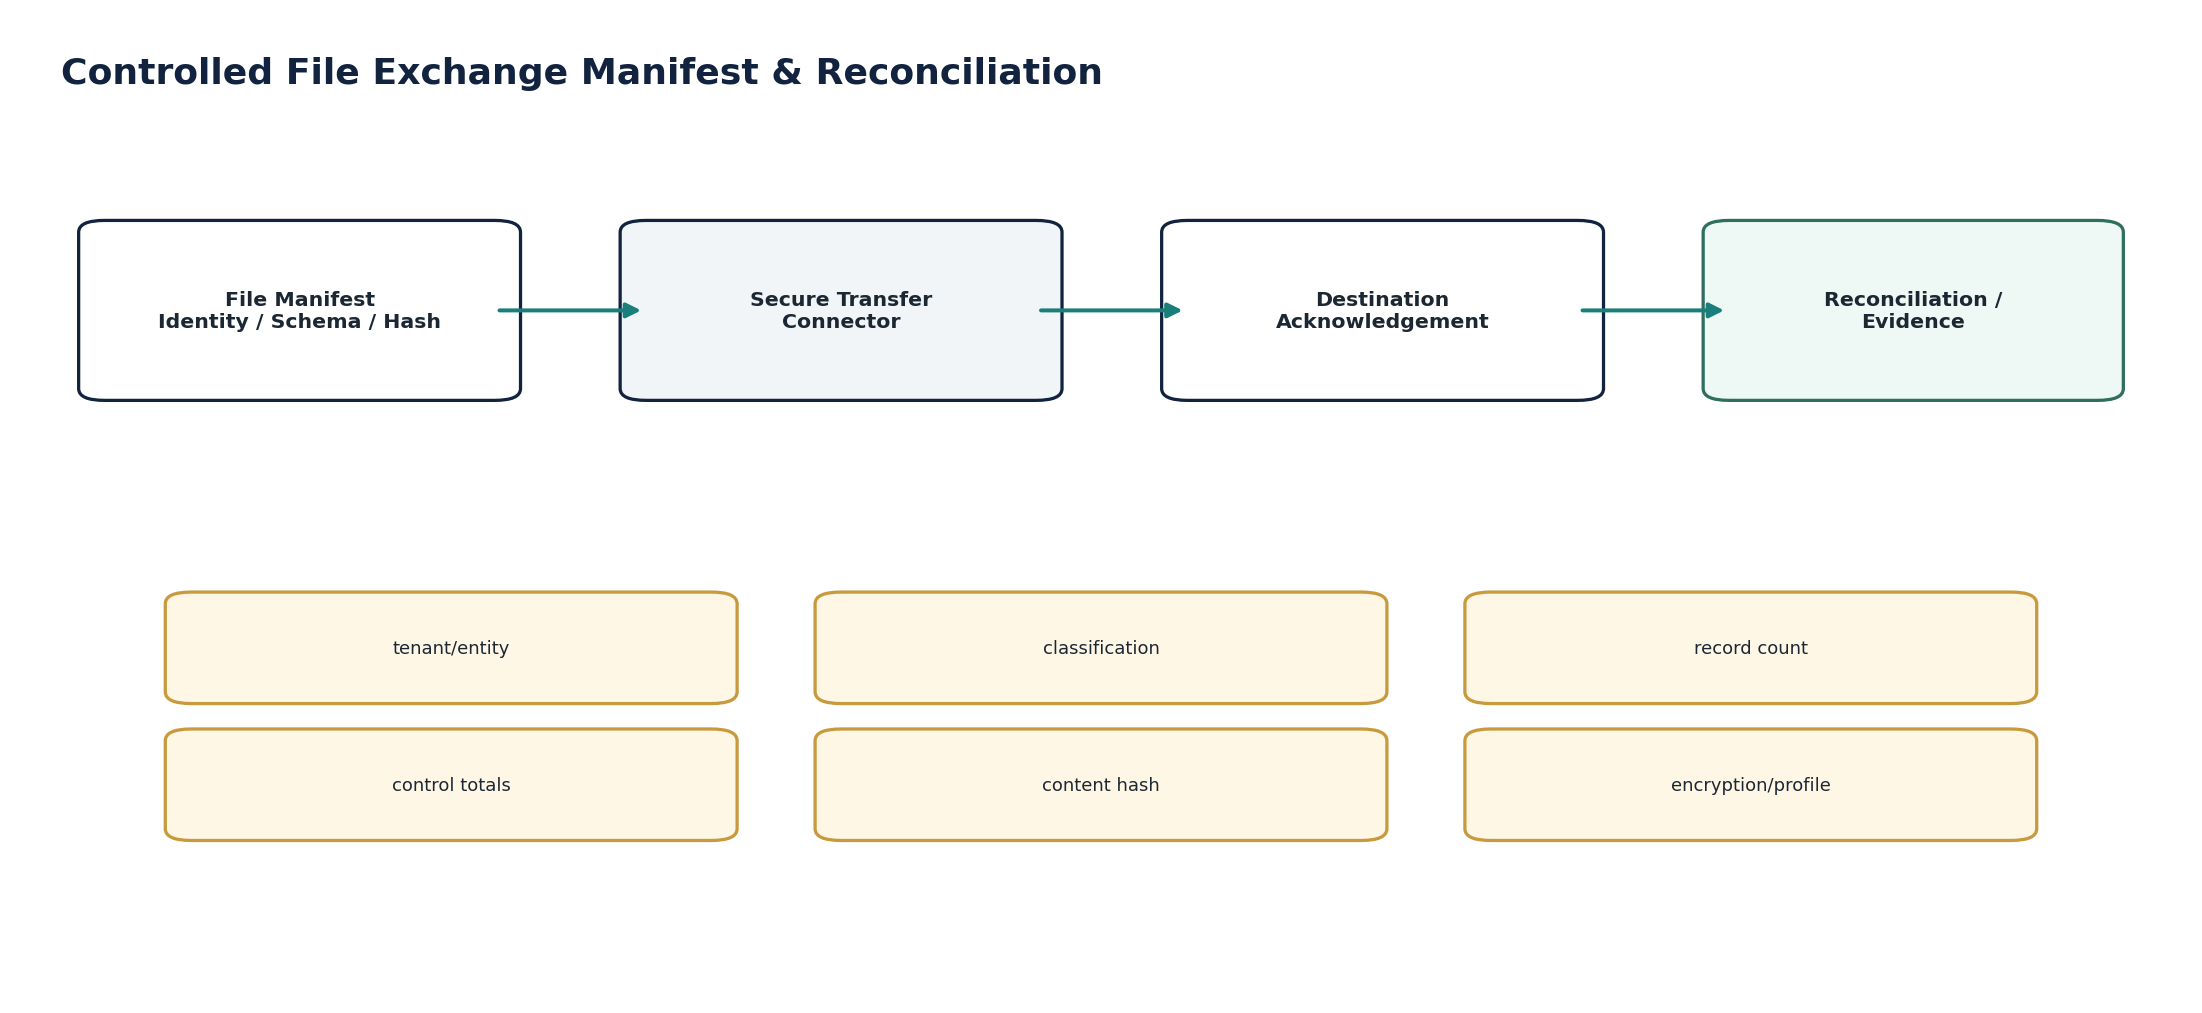 Controlled File Exchange Manifest & Reconciliation
File Manifest
Identity / Schema / Hash
Secure Transfer
Connector
Destination
Acknowledgement
Reconciliation /
Evidence
tenant/entity
classification
record count
control totals
content hash
encryption/profile